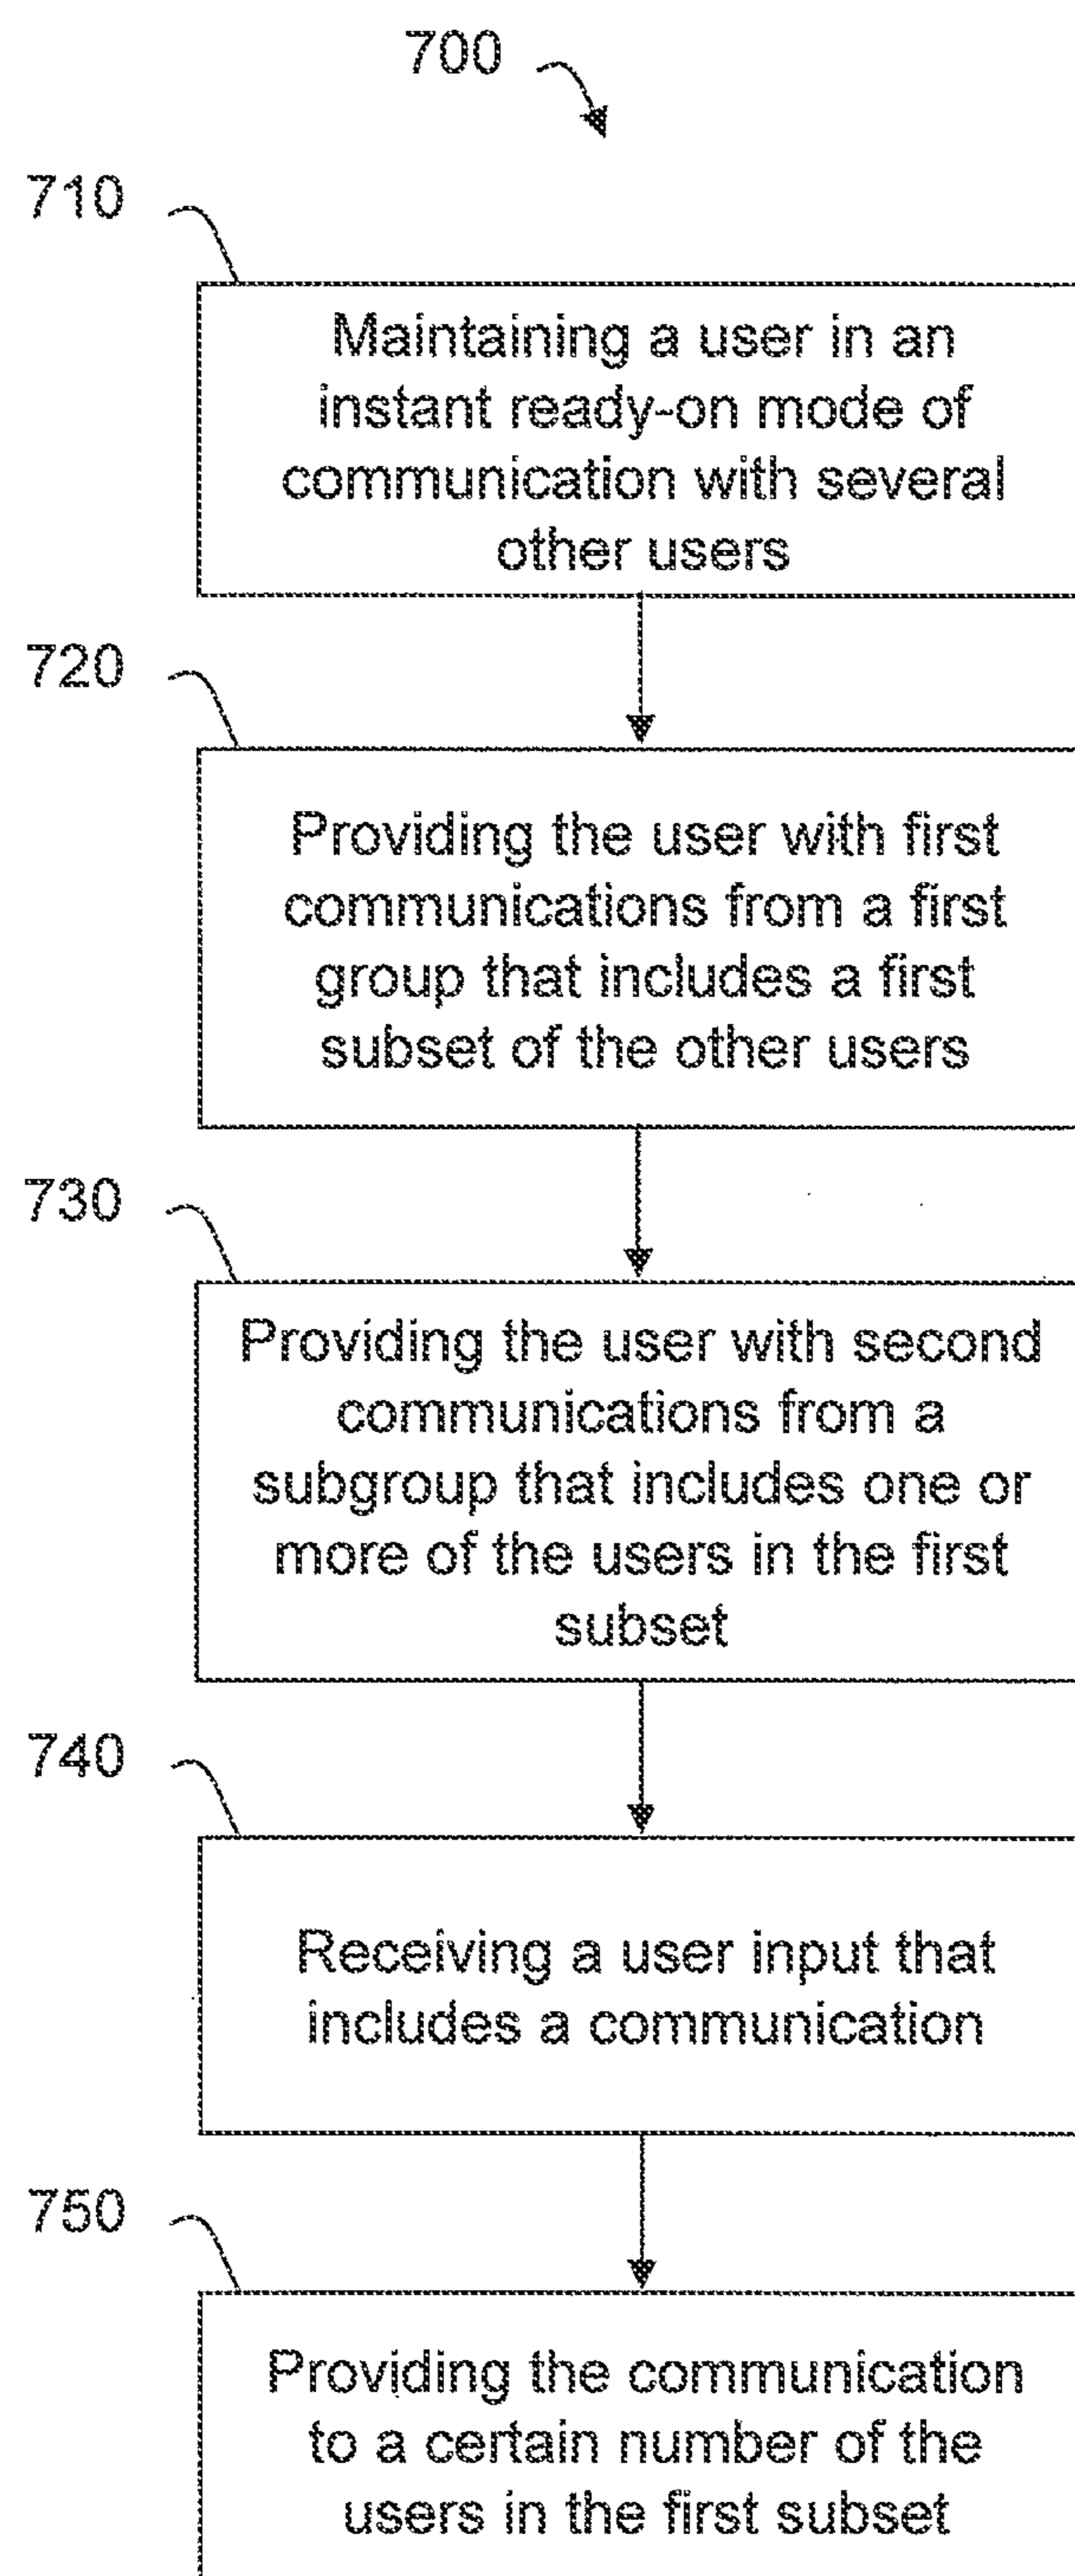 700
710
Maintaining a user in an
instant ready-on mode of
communication with several
other users
720
Providing the user with first
communications from a first
group that includes a first
subset of the other users
730
Providing the user with second
communications from a
subgroup that includes one or
more of the users in the first
subset
740
Receiving a user input that
includes a communication
750
Providing the communication
to a certain number of the
users in the first subset